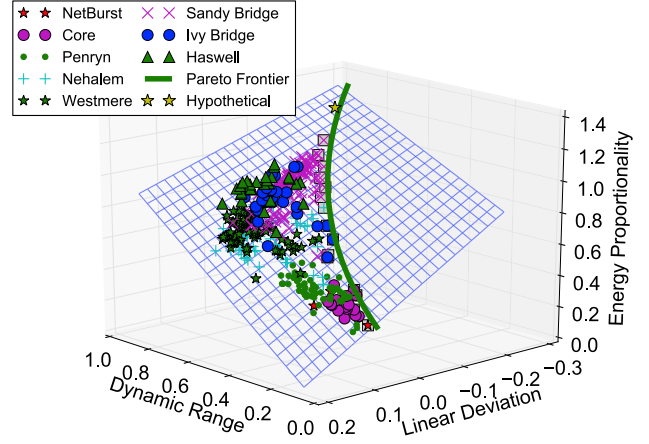 NetBurst
Core
Penryn
Nehalem
Westmere
Sandy Bridge
Ivy Bridge
Haswell
Pareto Frontier
Hypothetical
1.0
0.8
0.6
0.4
0.2
0.0
Dynamic Range
0.2
0.1
0.0
−0.1
−0.2
−0.3
Linear Deviation
1.4
1.2
1.0
0.8
0.6
0.4
0.2
0.0
Energy Proportionality